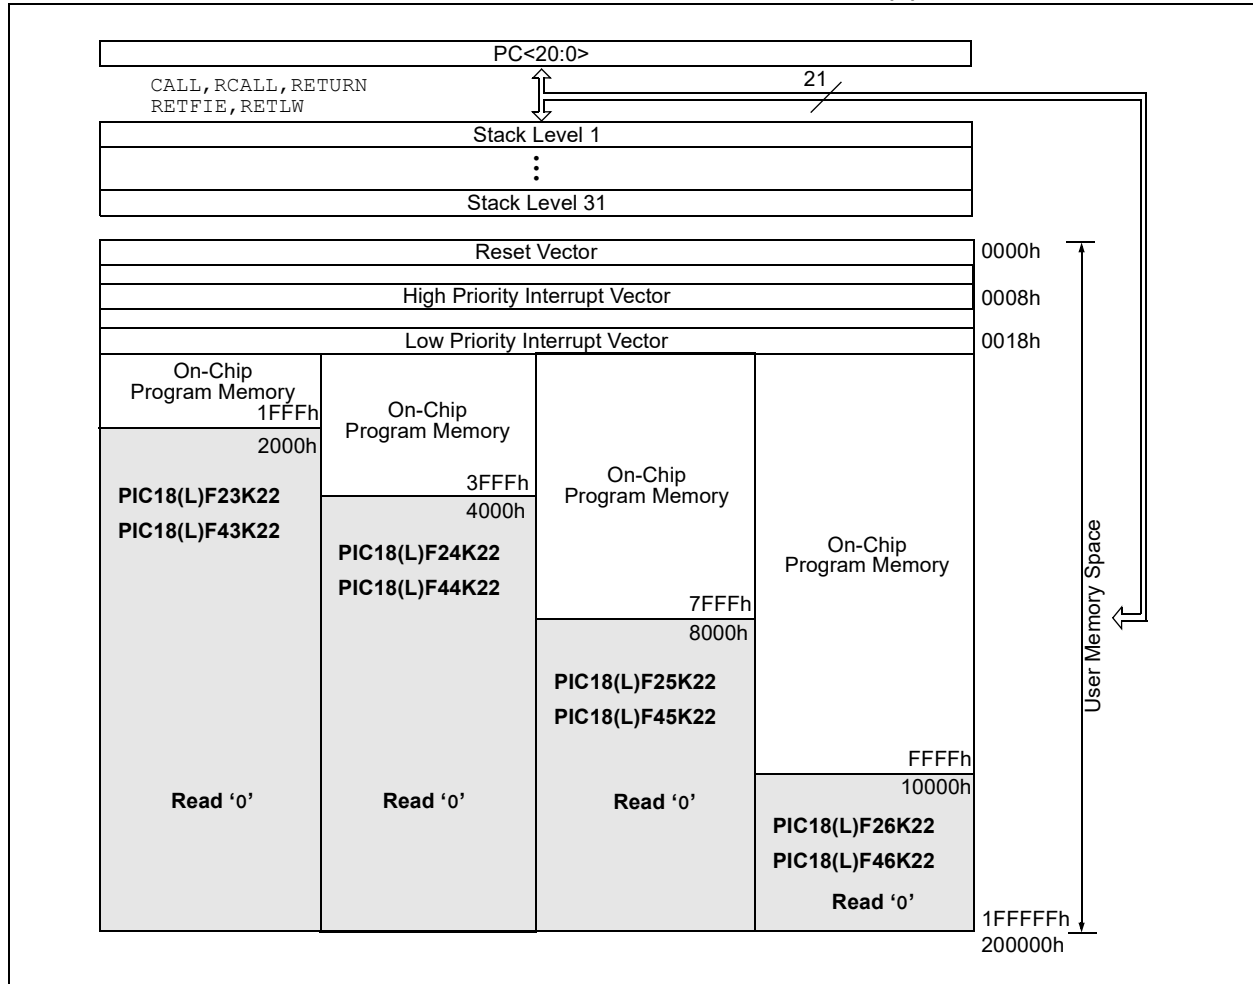 PC<20:0>
CALL,RCALL,RETURN
RETFIE,RETLW
21
Stack Level 1
Stack Level 31
Reset Vector
0000h
High Priority Interrupt Vector
0008h
Low Priority Interrupt Vector
0018h
On-Chip
Program Memory
1FFFh
2000h
PIC18(L)F23K22
PIC18(L)F43K22
Read ‘0’
On-Chip
Program Memory
3FFFh
4000h
PIC18(L)F24K22
PIC18(L)F44K22
Read ‘0’
On-Chip
Program Memory
7FFFh
8000h
PIC18(L)F25K22
PIC18(L)F45K22
Read ‘0’
On-Chip
Program Memory
FFFFh
10000h
PIC18(L)F26K22
PIC18(L)F46K22
Read ‘0’
1FFFFFh
200000h
User Memory Space